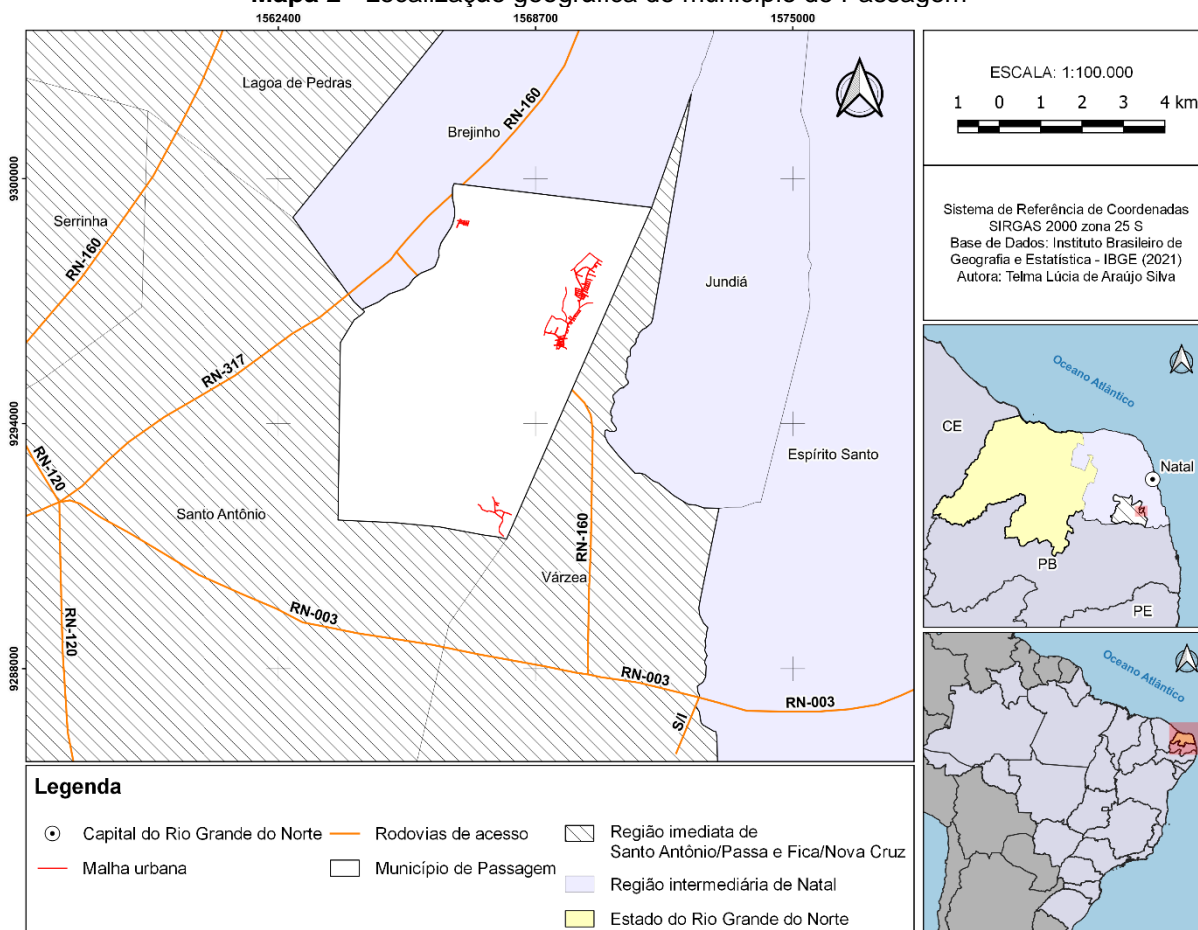 Mapa 2 - Localização geográfica do município de Passagem
1562400
1568700
1575000
9300000
9294000
9288000
Lagoa de Pedras
Brejinho
RN-160
Serrinha
RN-160
Jundiá
RN-317
RN-120
Santo Antônio
Espírito Santo
RN-160
Várzea
RN-120
RN-003
RN-003
RN-003
S/I
ESCALA: 1:100.000
1 0 1 2 3 4 km
Sistema de Referência de Coordenadas
SIRGAS 2000 zona 25 S
Base de Dados: Instituto Brasileiro de
Geografia e Estatística - IBGE (2021)
Autora: Telma Lúcia de Araújo Silva
Oceano Atlântico
CE
Natal
PB
PE
Oceano Atlântico
Legenda
Capital do Rio Grande do Norte
Malha urbana
Rodovias de acesso
Município de Passagem
Região imediata de
Santo Antônio/Passa e Fica/Nova Cruz
Região intermediária de Natal
Estado do Rio Grande do Norte